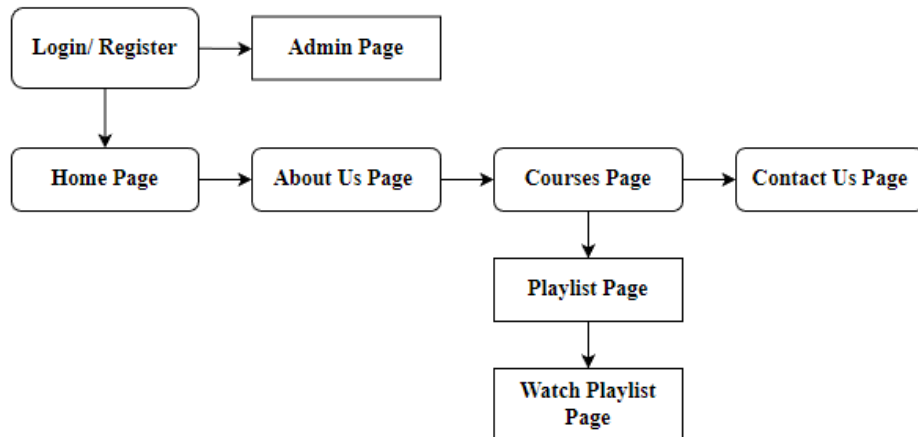 Login/ Register
Admin Page
Home Page
About Us Page
Courses Page
Contact Us Page
Playlist Page
Watch Playlist
Page